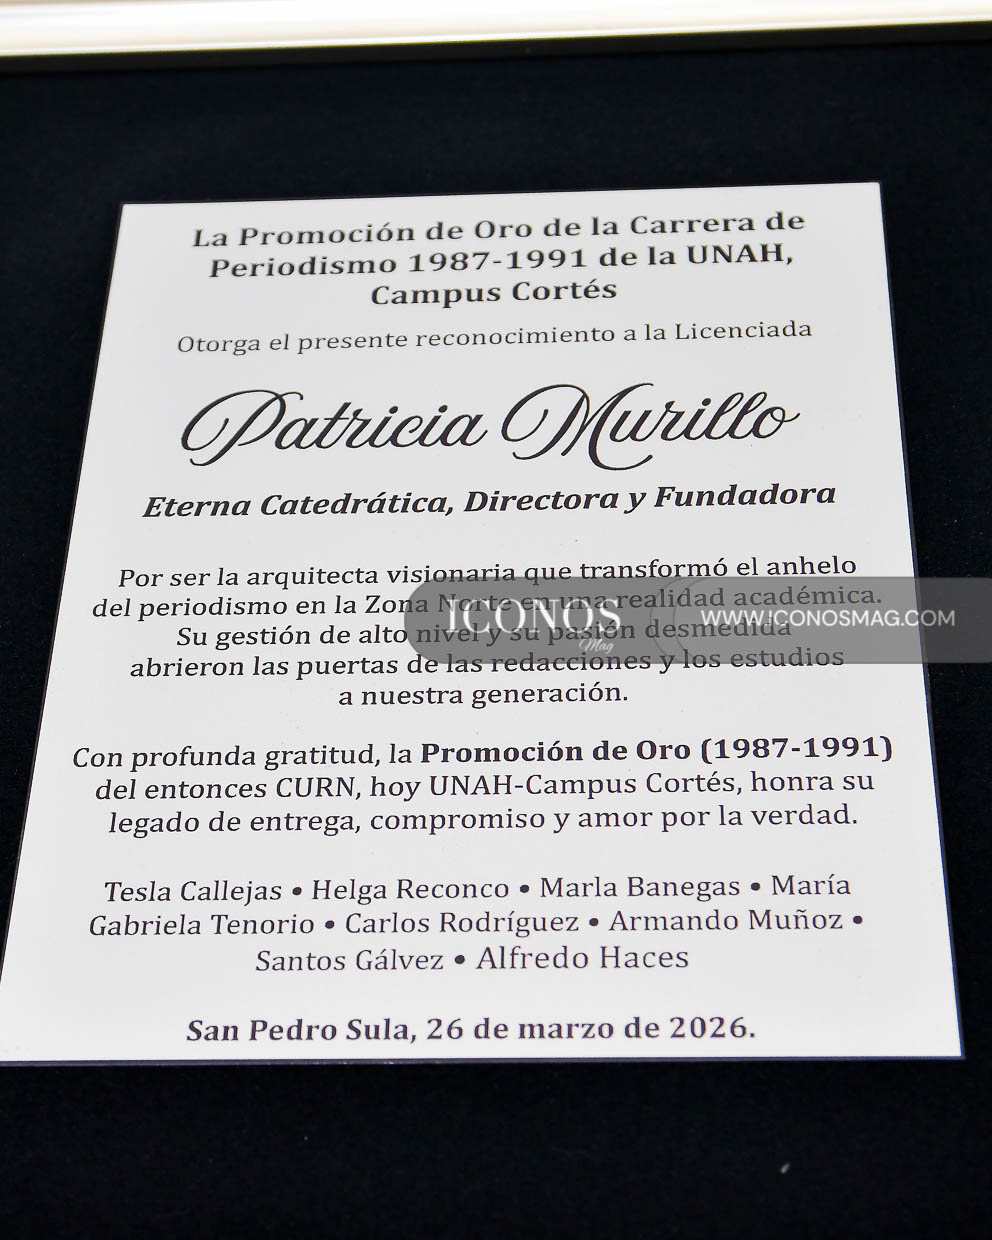 La Promoción de Oro de la Carrera de
Periodismo 1987-1991 de la UNAH,
Campus Cortés
Otorga el presente reconocimiento a la Licenciada
Patricia Murillo
Eterna Catedrática, Directora y Fundadora
Por ser la arquitecta visionaria que transformó el anhelo
del periodismo en la Zona Norte en una realidad académica.
Su gestión de alto nivel y su pasión desmedida
abrieron las puertas de las redacciones y los estudios
a nuestra generación.
ICONOS
Mag
WWW.ICONOSMAG.COM
Con profunda gratitud, la Promoción de Oro (1987-1991)
del entonces CURN, hoy UNAH-Campus Cortés, honra su
legado de entrega, compromiso y amor por la verdad.
Tesla Callejas • Helga Reconco • Marla Banegas • María
Gabriela Tenorio • Carlos Rodríguez • Armando Muñoz •
Santos Gálvez • Alfredo Haces
San Pedro Sula, 26 de marzo de 2026.